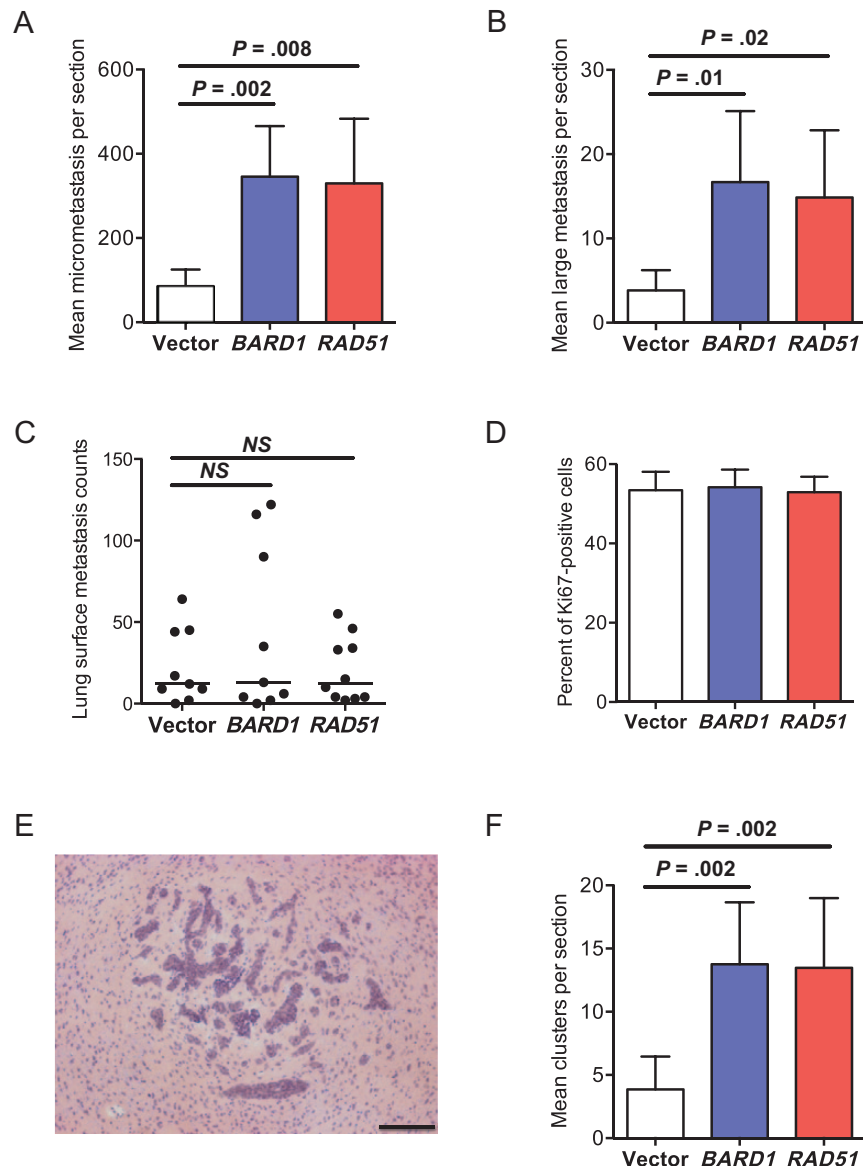 A
P = .008
P = .002
Mean micrometastasis per section
600
400
200
0
Vector BARD1 RAD51
B
P = .02
P = .01
Mean large metastasis per section
30
20
10
0
Vector BARD1 RAD51
C
NS
NS
Lung surface metastasis counts
150
100
50
0
Vector BARD1 RAD51
D
Percent of Ki67-positive cells
60
40
20
0
Vector BARD1 RAD51
E
F
P = .002
P = .002
Mean clusters per section
20
15
10
5
0
Vector BARD1 RAD51